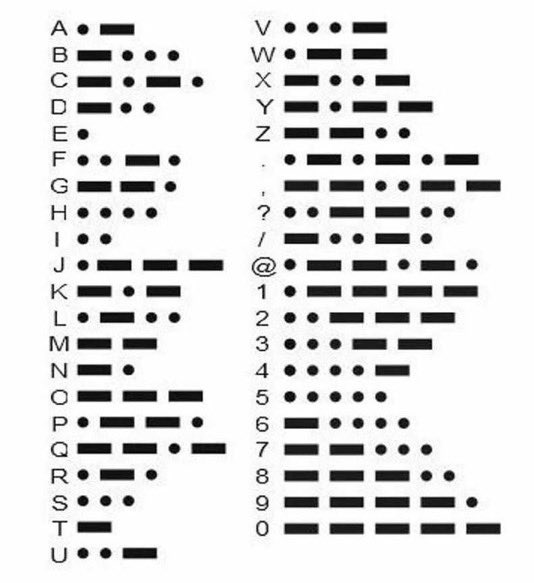 A • ▬
B ▬ • • •
C ▬ • ▬ •
D ▬ • •
E •
F • • ▬ •
G ▬ ▬ •
H • • • •
I • •
J • ▬ ▬ ▬
K ▬ • ▬
L • ▬ • •
M ▬ ▬
N ▬ •
O ▬ ▬ ▬
P • ▬ ▬ •
Q ▬ ▬ • ▬
R • ▬ •
S • • •
T ▬
U • • ▬
V • • • ▬
W • ▬ ▬
X ▬ • • ▬
Y ▬ • ▬ ▬
Z ▬ ▬ • •
. • ▬ • ▬ • ▬
, ▬ ▬ • • ▬ ▬
? • • ▬ ▬ • •
/ ▬ • • ▬ •
@ • ▬ ▬ • ▬ •
1 • ▬ ▬ ▬ ▬
2 • • ▬ ▬ ▬
3 • • • ▬ ▬
4 • • • • ▬
5 • • • • •
6 ▬ • • • •
7 ▬ ▬ • • •
8 ▬ ▬ ▬ • •
9 ▬ ▬ ▬ ▬ •
0 ▬ ▬ ▬ ▬ ▬